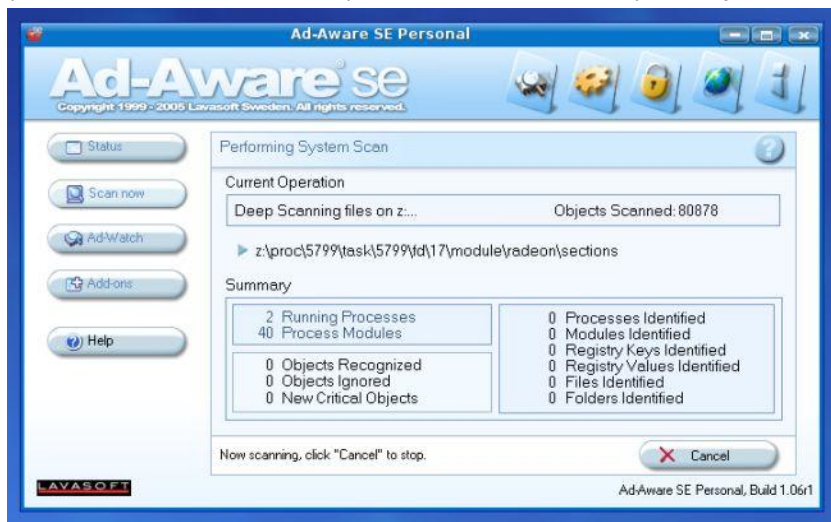 Ad-Aware SE Personal
Ad-Aware se
Copyright 1999 - 2005 Lavasoft Sweden. All rights reserved.
Status
Scan now
Ad-Watch
Add-ons
Help
Performing System Scan
Current Operation
Deep Scanning files on z:... Objects Scanned: 80878
z:\proc\5799\task\5799\fd\17\module\radeon\sections
Summary
2 Running Processes
40 Process Modules
0 Objects Recognized
0 Objects Ignored
0 New Critical Objects
0 Processes Identified
0 Modules Identified
0 Registry Keys Identified
0 Registry Values Identified
0 Files Identified
0 Folders Identified
Now scanning, click "Cancel" to stop.
Cancel
LAVASOFT
Ad-Aware SE Personal, Build 1.06r1